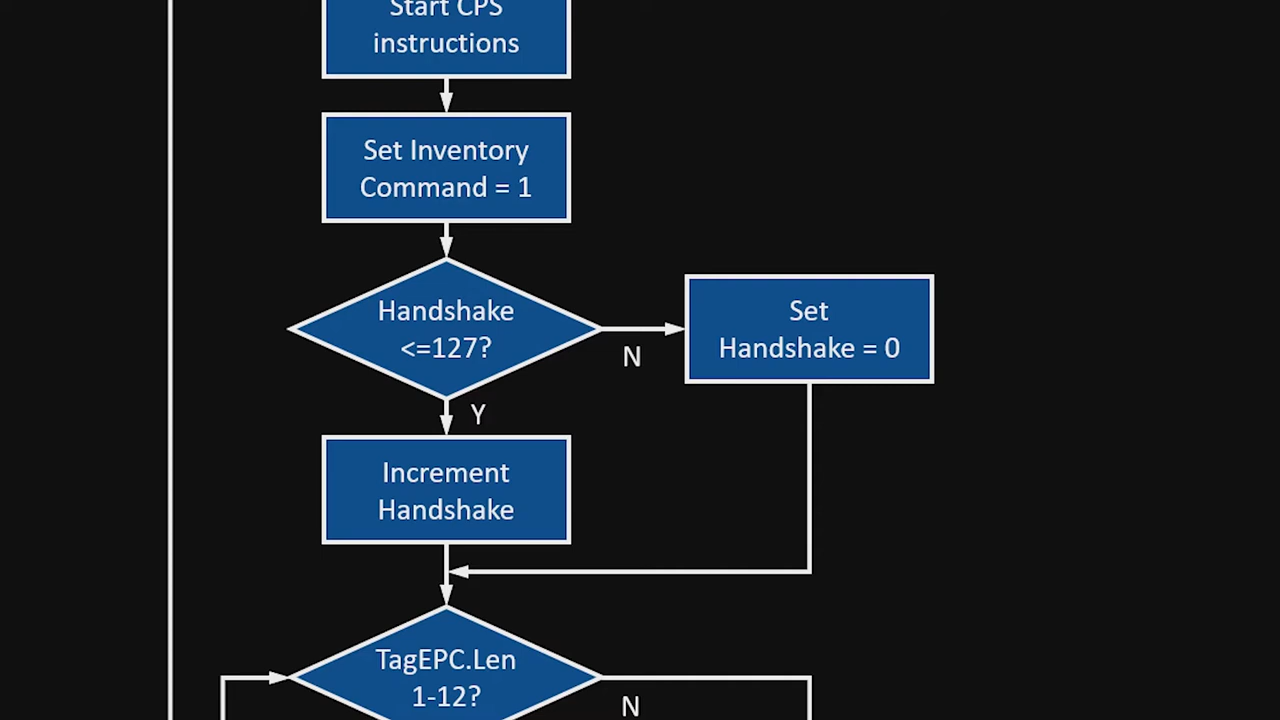 Start CPS
instructions
Set Inventory
Command = 1
Handshake
<=127?
N
Set
Handshake = 0
Y
Increment
Handshake
TagEPC.Len
1-12?
N